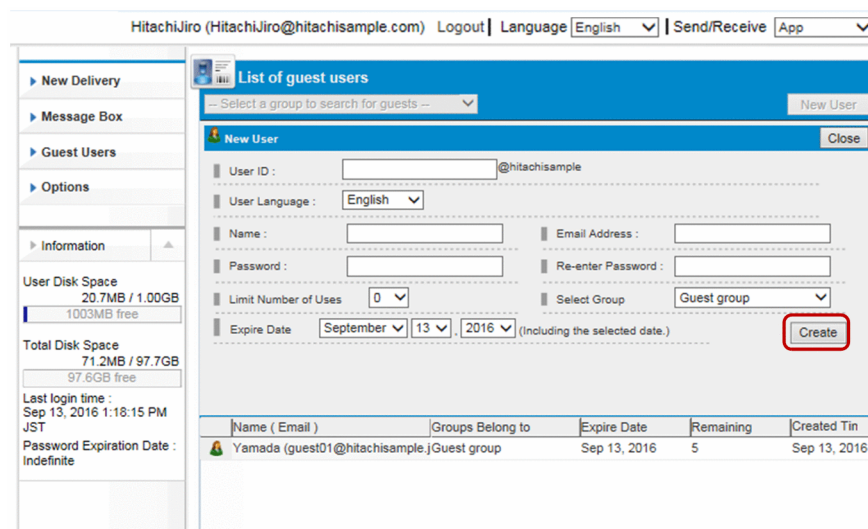 HitachiJiro (HitachiJiro@hitachisample.com) Logout Language English Send/Receive App
New Delivery
Message Box
Guest Users
Options
Information
User Disk Space
20.7MB / 1.00GB
1003MB free
Total Disk Space
71.2MB / 97.7GB
97.6GB free
Last login time :
Sep 13, 2016 1:18:15 PM
JST
Password Expiration Date :
Indefinite
List of guest users
-- Select a group to search for guests -- New User
New User Close
User ID : @hitachisample
User Language : English
Name : Email Address :
Password : Re-enter Password :
Limit Number of Uses 0 Select Group Guest group
Expire Date September 13 , 2016 (Including the selected date.) Create
Name ( Email ) Groups Belong to Expire Date Remaining Created Tin
Yamada (guest01@hitachisample.j Guest group Sep 13, 2016 5 Sep 13, 2016